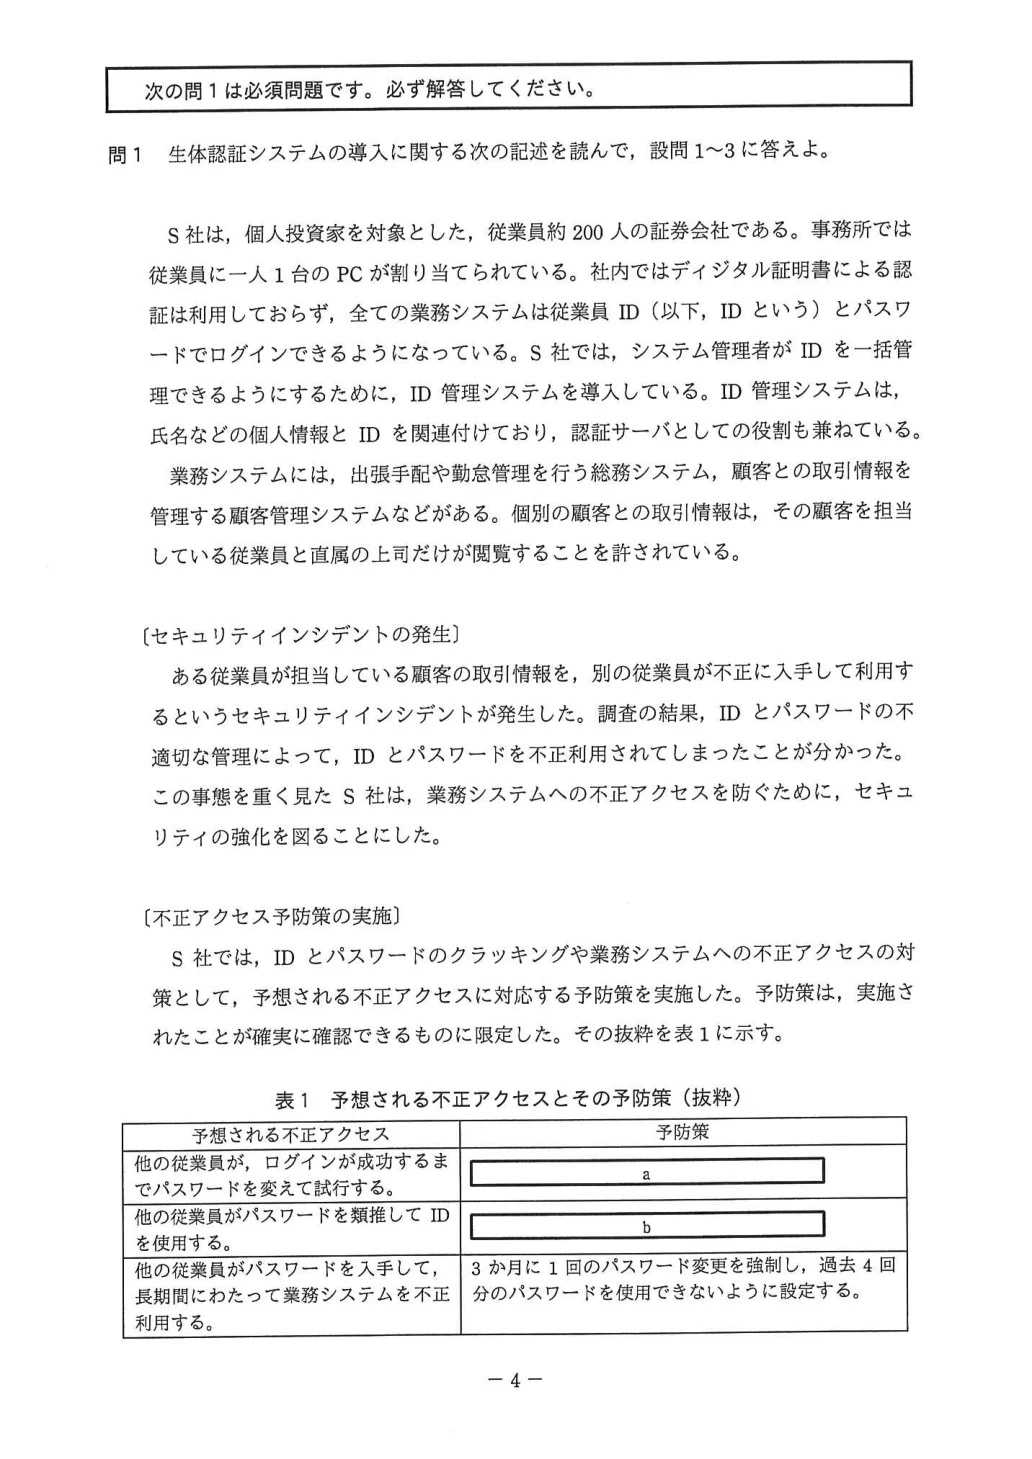 次の問1は必須問題です。必ず解答してください。
問1 生体認証システムの導入に関する次の記述を読んで，設問1～3に答えよ。
S社は，個人投資家を対象とした，従業員約200人の証券会社である。事務所では
従業員に一人1台のPCが割り当てられている。社内ではディジタル証明書による認
証は利用しておらず，全ての業務システムは従業員ID（以下，IDという）とパスワ
ードでログインできるようになっている。S社では，システム管理者がIDを一括管
理できるようにするために，ID管理システムを導入している。ID管理システムは，
氏名などの個人情報とIDを関連付けており，認証サーバとしての役割も兼ねている。
業務システムには，出張手配や勤怠管理を行う総務システム，顧客との取引情報を
管理する顧客管理システムなどがある。個別の顧客との取引情報は，その顧客を担当
している従業員と直属の上司だけが閲覧することを許されている。
〔セキュリティインシデントの発生〕
ある従業員が担当している顧客の取引情報を，別の従業員が不正に入手して利用す
るというセキュリティインシデントが発生した。調査の結果，IDとパスワードの不
適切な管理によって，IDとパスワードを不正利用されてしまったことが分かった。
この事態を重く見たS社は，業務システムへの不正アクセスを防ぐために，セキュ
リティの強化を図ることにした。
〔不正アクセス予防策の実施〕
S社では，IDとパスワードのクラッキングや業務システムへの不正アクセスの対
策として，予想される不正アクセスに対応する予防策を実施した。予防策は，実施さ
れたことが確実に確認できるものに限定した。その抜粋を表1に示す。
表1 予想される不正アクセスとその予防策（抜粋）
予想される不正アクセス 予防策
他の従業員が，ログインが成功するま
でパスワードを変えて試行する。
a
他の従業員がパスワードを類推してID
を使用する。
b
他の従業員がパスワードを入手して，
長期間にわたって業務システムを不正
利用する。
3か月に1回のパスワード変更を強制し，過去4回
分のパスワードを使用できないように設定する。
－4－